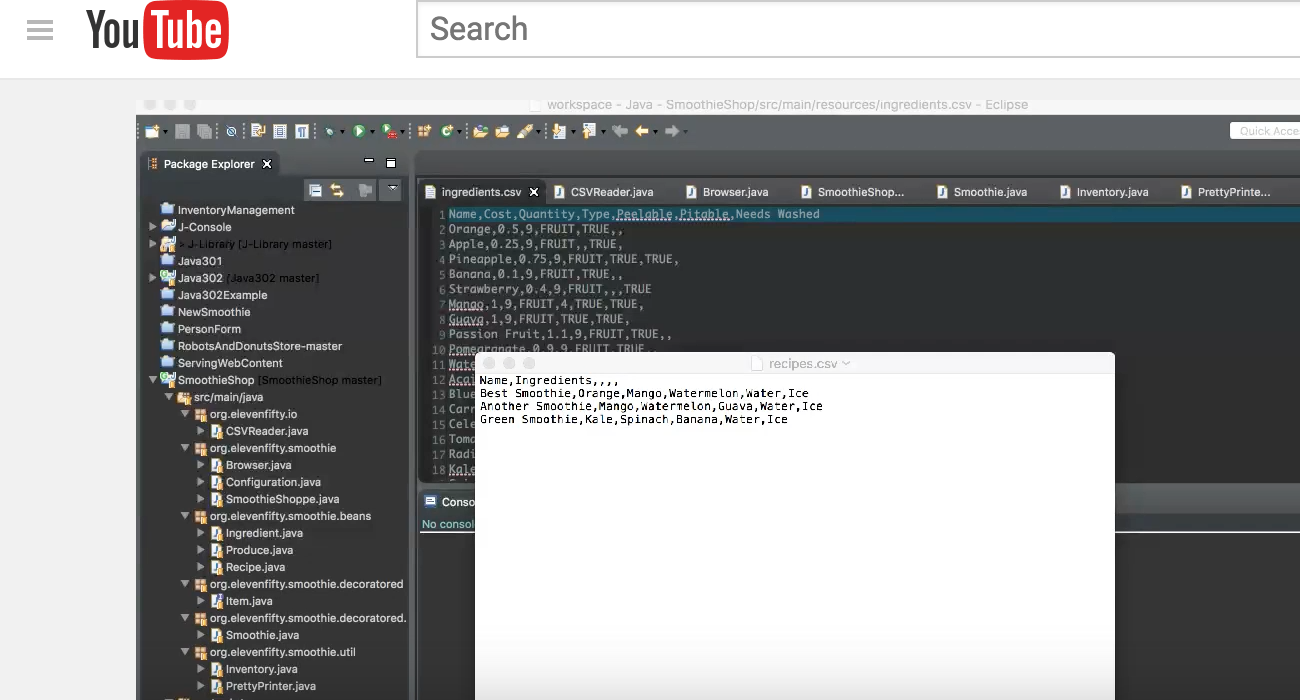 YouTube
Search
workspace - Java - SmoothieShop/src/main/resources/ingredients.csv - Eclipse
Quick Acce
Package Explorer
InventoryManagement
J-Console
> J-Library [J-Library master]
Java301
Java302 [Java302 master]
Java302Example
NewSmoothie
PersonForm
RobotsAndDonutsStore-master
ServingWebContent
SmoothieShop [SmoothieShop master]
src/main/java
org.elevenfifty.io
CSVReader.java
org.elevenfifty.smoothie
Browser.java
Configuration.java
SmoothieShoppe.java
org.elevenfifty.smoothie.beans
Ingredient.java
Produce.java
Recipe.java
org.elevenfifty.smoothie.decoratored
Item.java
org.elevenfifty.smoothie.decoratored.
Smoothie.java
org.elevenfifty.smoothie.util
Inventory.java
PrettyPrinter.java
ingredients.csv CSVReader.java Browser.java SmoothieShop... Smoothie.java Inventory.java PrettyPrinte...
1 Name,Cost,Quantity,Type,Peelable,Pitable,Needs Washed
2 Orange,0.5,9,FRUIT,TRUE,,
3 Apple,0.25,9,FRUIT,,TRUE,
4 Pineapple,0.75,9,FRUIT,TRUE,TRUE,
5 Banana,0.1,9,FRUIT,TRUE,,
6 Strawberry,0.4,9,FRUIT,,,TRUE
7 Mango,1,9,FRUIT,4,TRUE,TRUE,
8 Guava,1,9,FRUIT,TRUE,TRUE,
9 Passion Fruit,1.1,9,FRUIT,TRUE,,
10 Pomegranate,0.9,9,FRUIT,TRUE,,
11 Wate
12 Acai
13 Blue
14 Carr
15 Cele
16 Toma
17 Radi
18 Kale
Conso
No consol
recipes.csv
Name,Ingredients,,,,
Best Smoothie,Orange,Mango,Watermelon,Water,Ice
Another Smoothie,Mango,Watermelon,Guava,Water,Ice
Green Smoothie,Kale,Spinach,Banana,Water,Ice